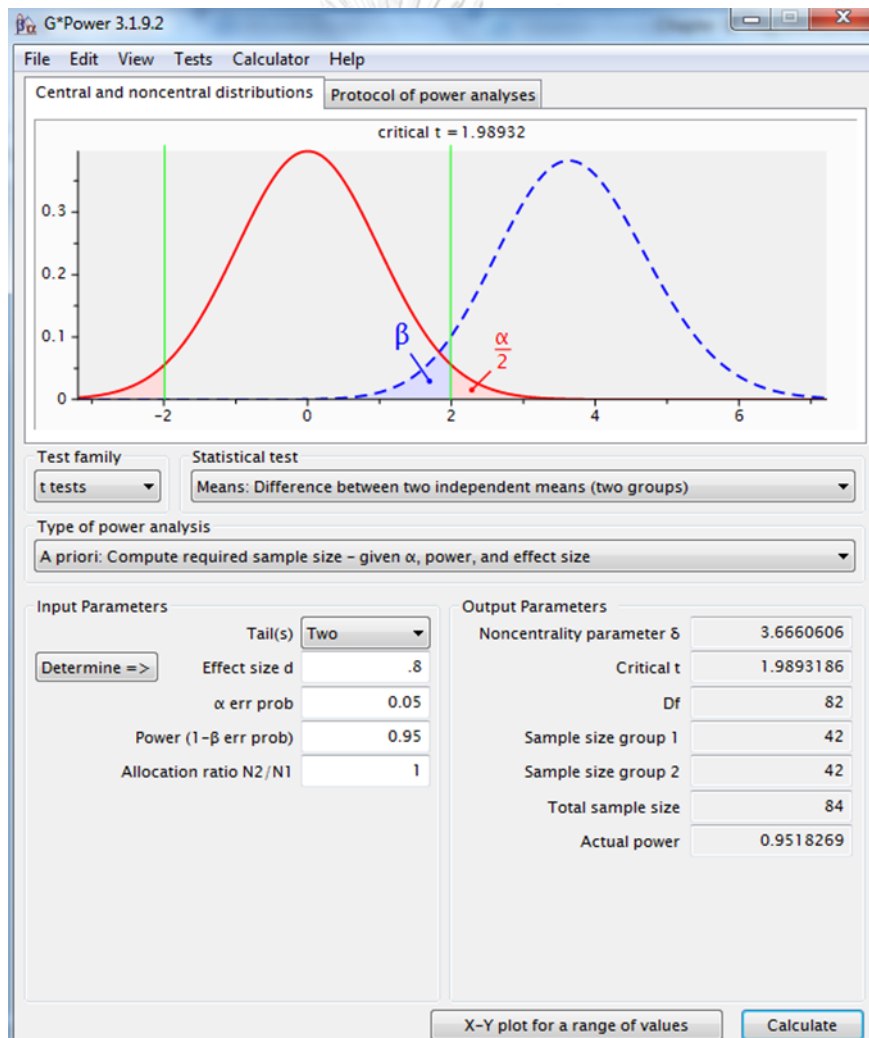 G*Power 3.1.9.2
File Edit View Tests Calculator Help
Central and noncentral distributions Protocol of power analyses
critical t = 1.98932
0.3
0.2
0.1
0
β
α
2
-2 0 2 4 6
Test family Statistical test
t tests Means: Difference between two independent means (two groups)
Type of power analysis
A priori: Compute required sample size – given α, power, and effect size
Input Parameters
Tail(s) Two
Determine => Effect size d .8
α err prob 0.05
Power (1-β err prob) 0.95
Allocation ratio N2/N1 1
Output Parameters
Noncentrality parameter δ 3.6660606
Critical t 1.9893186
Df 82
Sample size group 1 42
Sample size group 2 42
Total sample size 84
Actual power 0.9518269
X-Y plot for a range of values Calculate